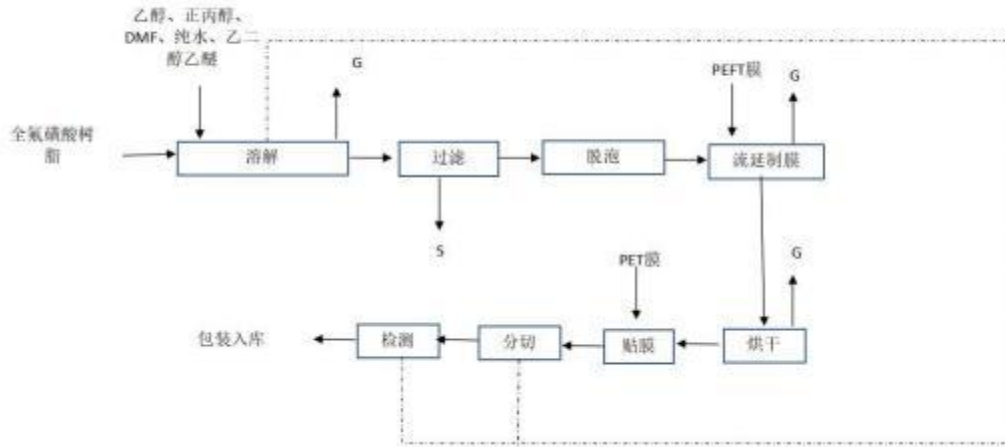 乙醇、正丙醇、
DMF、纯水、乙二
醇乙醚
G
PEFT膜
G
全氟磺酸树
脂
溶解
过滤
脱泡
流延制膜
S
PET膜
G
包装入库
检测
分切
贴膜
烘干